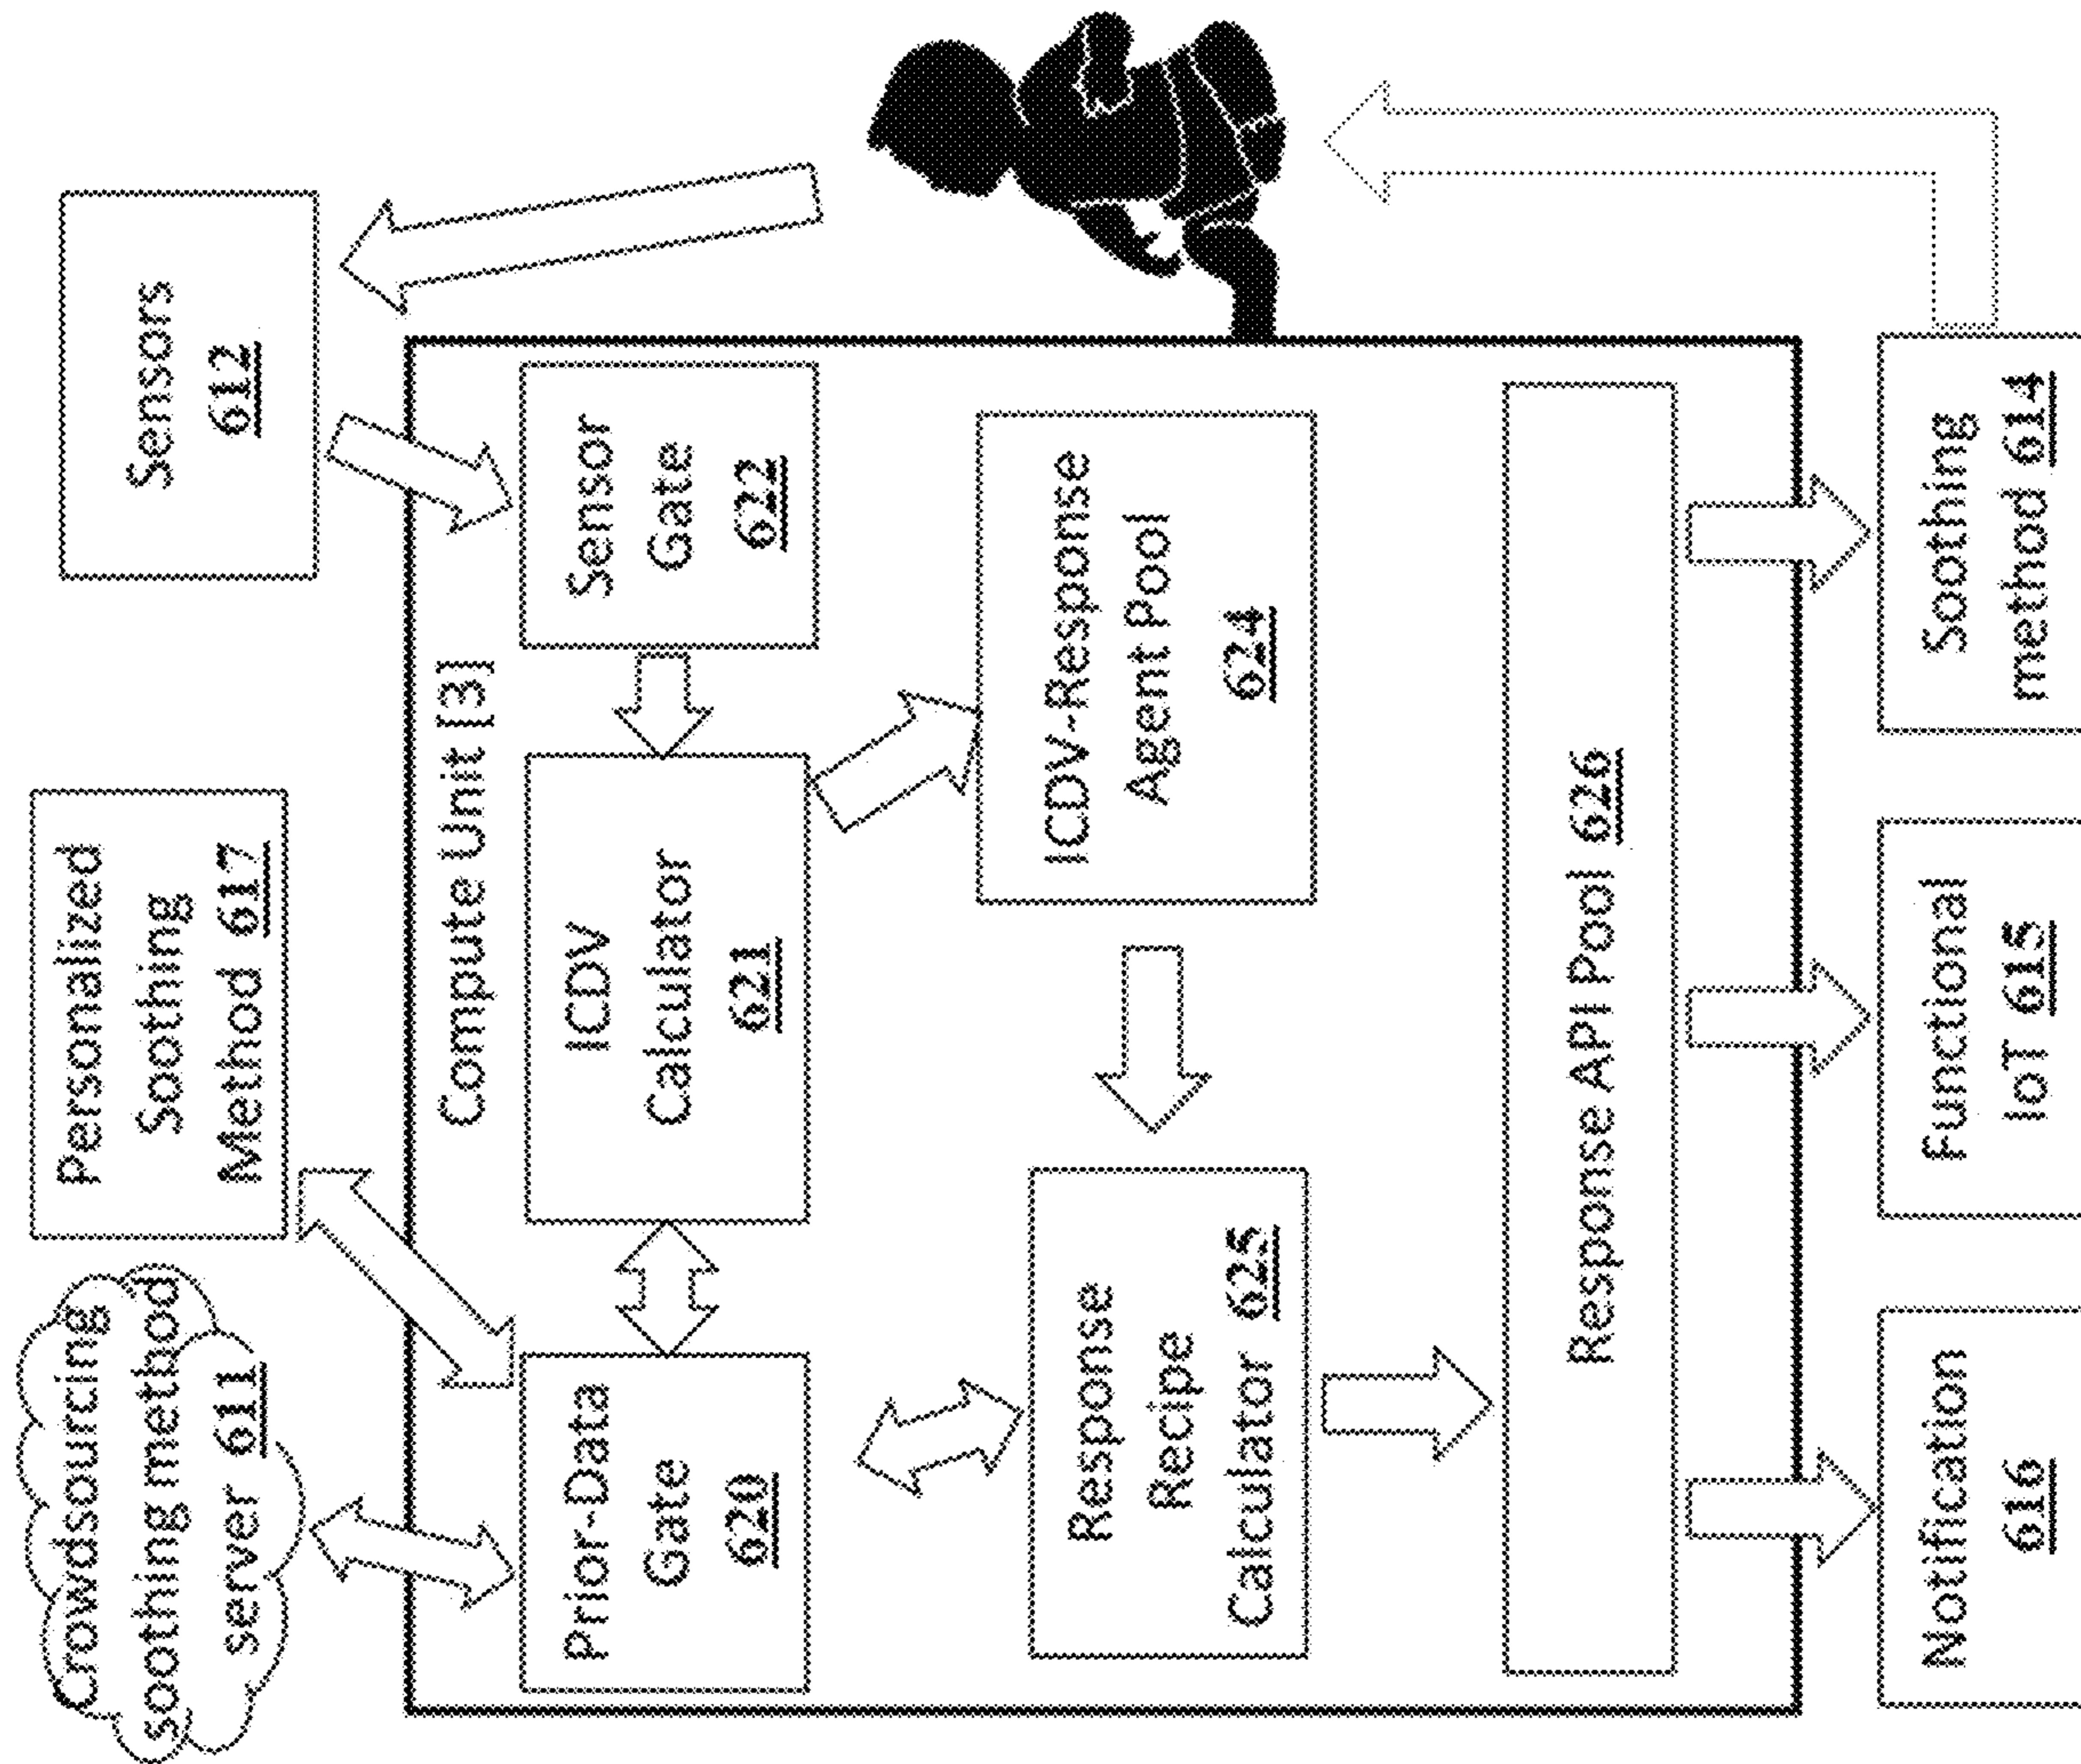 Crowdsourcing
soothing method
server 611
Personalized
Soothing
Method 617
Sensors
612
Compute Unit [3]
Prior-Data
Gate
620
ICDV
Calculator
621
Sensor
Gate
622
Response
Recipe
Calculator 625
ICDV-Response
Agent Pool
624
Response API Pool 626
Notification
616
Functional
IoT 615
Soothing
method 614